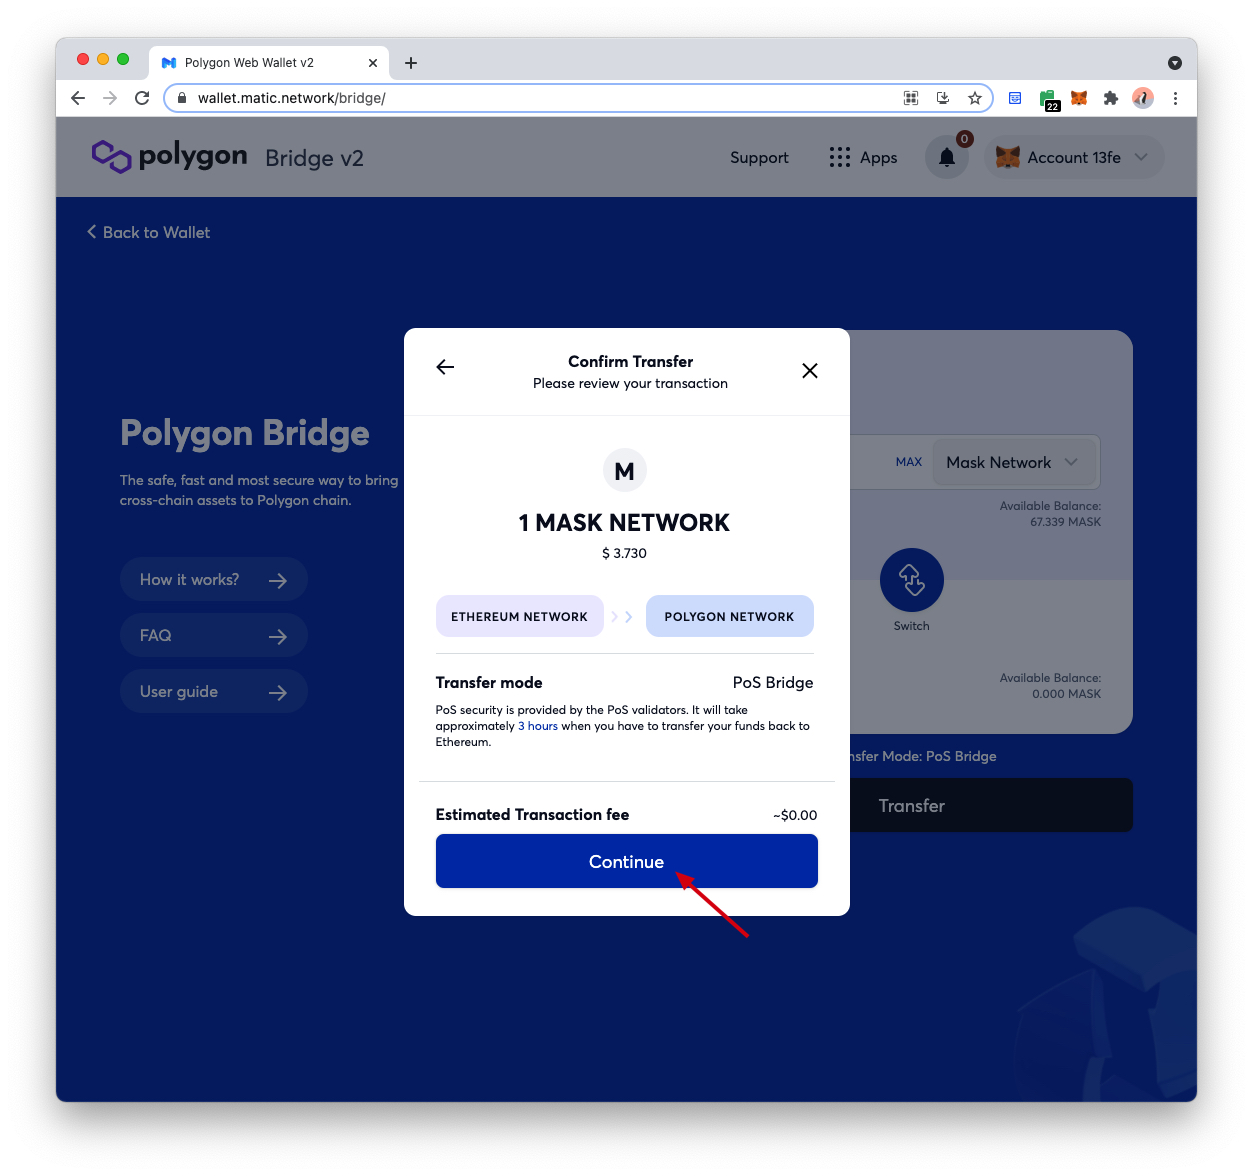 Polygon Web Wallet v2
wallet.matic.network/bridge/
22
polygon Bridge v2
Support
Apps
0
Account 13fe
Back to Wallet
Confirm Transfer
Please review your transaction
Polygon Bridge
The safe, fast and most secure way to bring
cross-chain assets to Polygon chain.
How it works?
FAQ
User guide
M
1 MASK NETWORK
$ 3.730
ETHEREUM NETWORK
POLYGON NETWORK
Transfer mode
PoS Bridge
PoS security is provided by the PoS validators. It will take
approximately 3 hours when you have to transfer your funds back to
Ethereum.
Estimated Transaction fee
~$0.00
Continue
MAX
Mask Network
Available Balance:
67.339 MASK
Switch
Available Balance:
0.000 MASK
nsfer Mode: PoS Bridge
Transfer